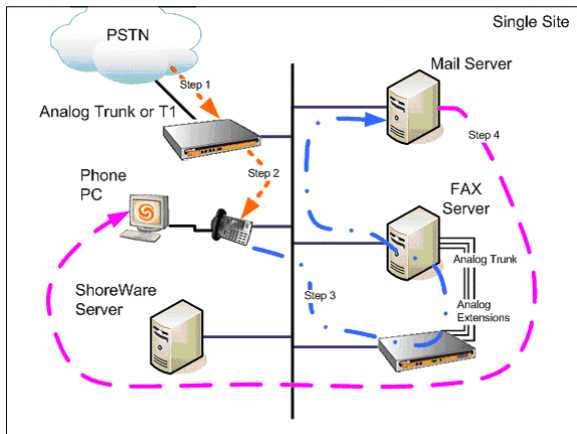 Single Site
PSTN
Mail Server
Step 1
Analog Trunk or T1
Step 4
Step 2
Phone
PC
FAX
Server
Analog Trunk
ShoreWare
Server
Step 3
Analog
Extensions